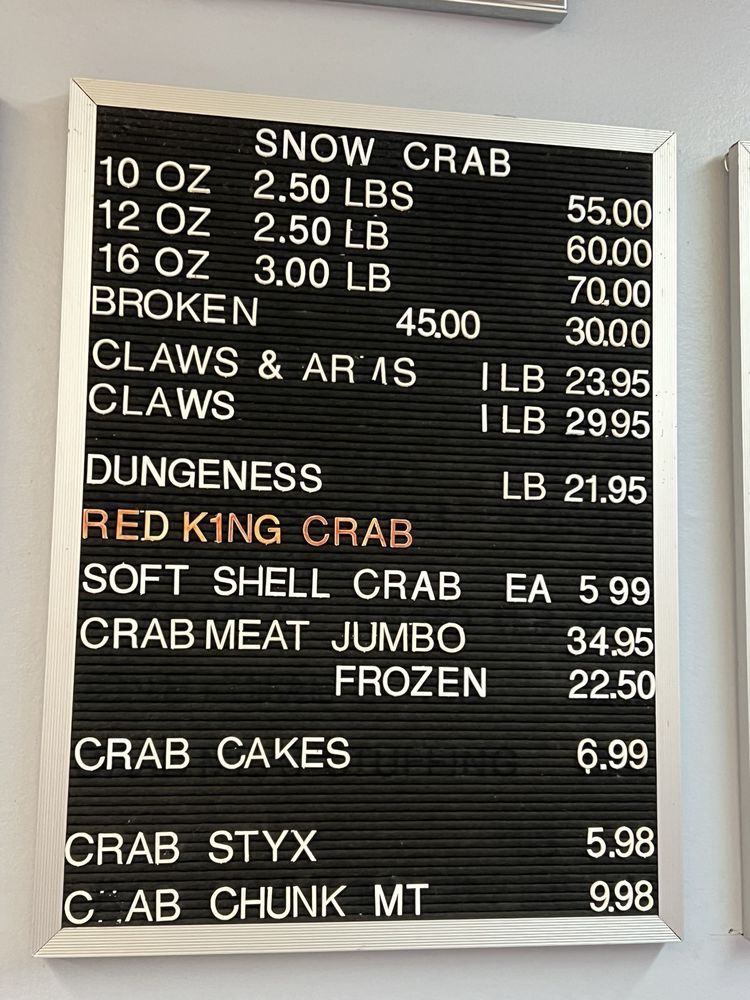 SNOW CRAB
10 OZ 2.50 LBS 55.00
12 OZ 2.50 LB 60.00
16 OZ 3.00 LB 70.00
BROKEN 45.00 30.00
CLAWS & ARMS 1 LB 23.95
CLAWS 1 LB 29.95
DUNGENESS LB 21.95
RED K1NG CRAB
SOFT SHELL CRAB EA 5 99
CRAB MEAT JUMBO 34.95
FROZEN 22.50
CRAB CAKES 6.99
CRAB STYX 5.98
C AB CHUNK MT 9.98